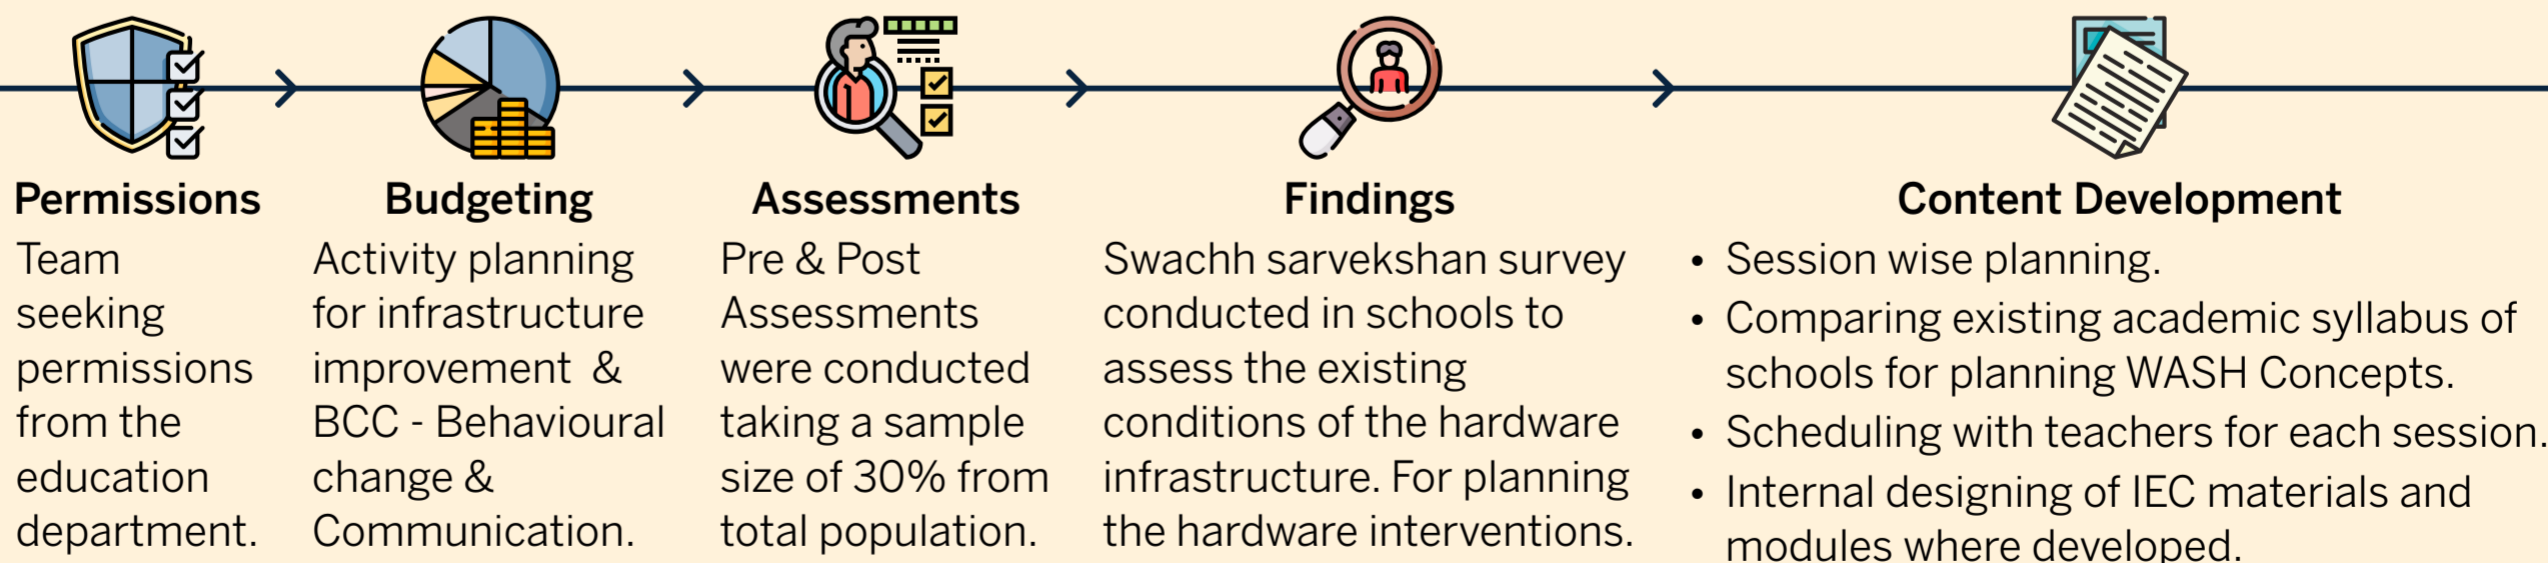 Permissions
Team
seeking
permissions
from the
education
department.
Budgeting
Activity planning
for infrastructure
improvement &
BCC - Behavioural
change &
Communication.
Assessments
Pre & Post
Assessments
were conducted
taking a sample
size of 30% from
total population.
Findings
Swachh sarvekshan survey
conducted in schools to
assess the existing
conditions of the hardware
infrastructure. For planning
the hardware interventions.
Content Development
• Session wise planning.
• Comparing existing academic syllabus of
schools for planning WASH Concepts.
• Scheduling with teachers for each session.
• Internal designing of IEC materials and
modules where developed.